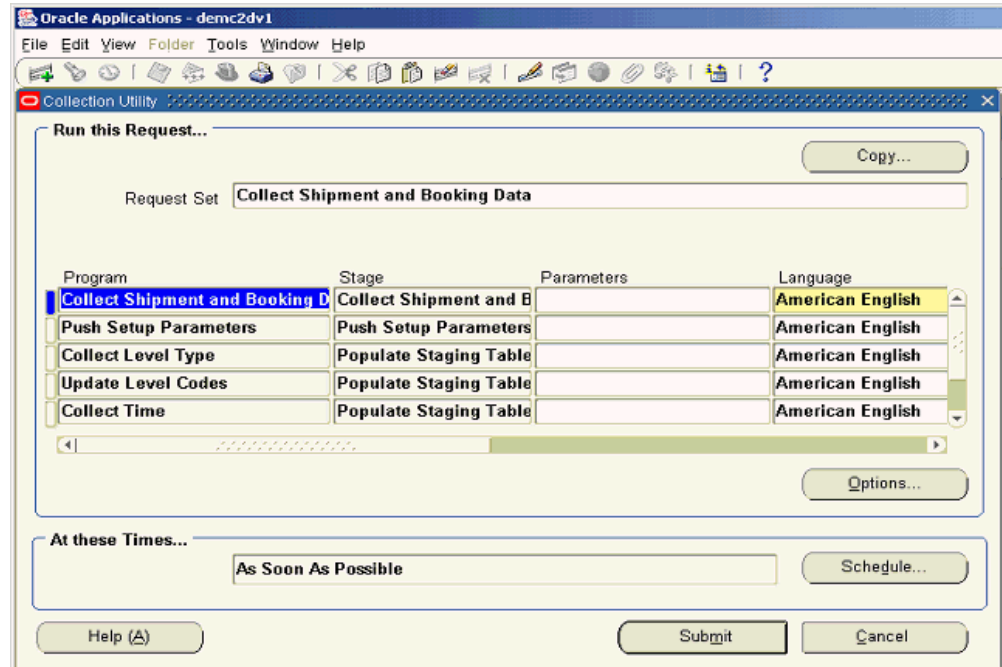 Oracle Applications - demc2dv1
File Edit View Folder Tools Window Help
Collection Utility
Run this Request...
Copy...
Request Set Collect Shipment and Booking Data
Program Stage Parameters Language
Collect Shipment and Booking D Collect Shipment and B American English
Push Setup Parameters Push Setup Parameters American English
Collect Level Type Populate Staging Table American English
Update Level Codes Populate Staging Table American English
Collect Time Populate Staging Table American English
Options...
At these Times...
As Soon As Possible Schedule...
Help (A) Submit Cancel